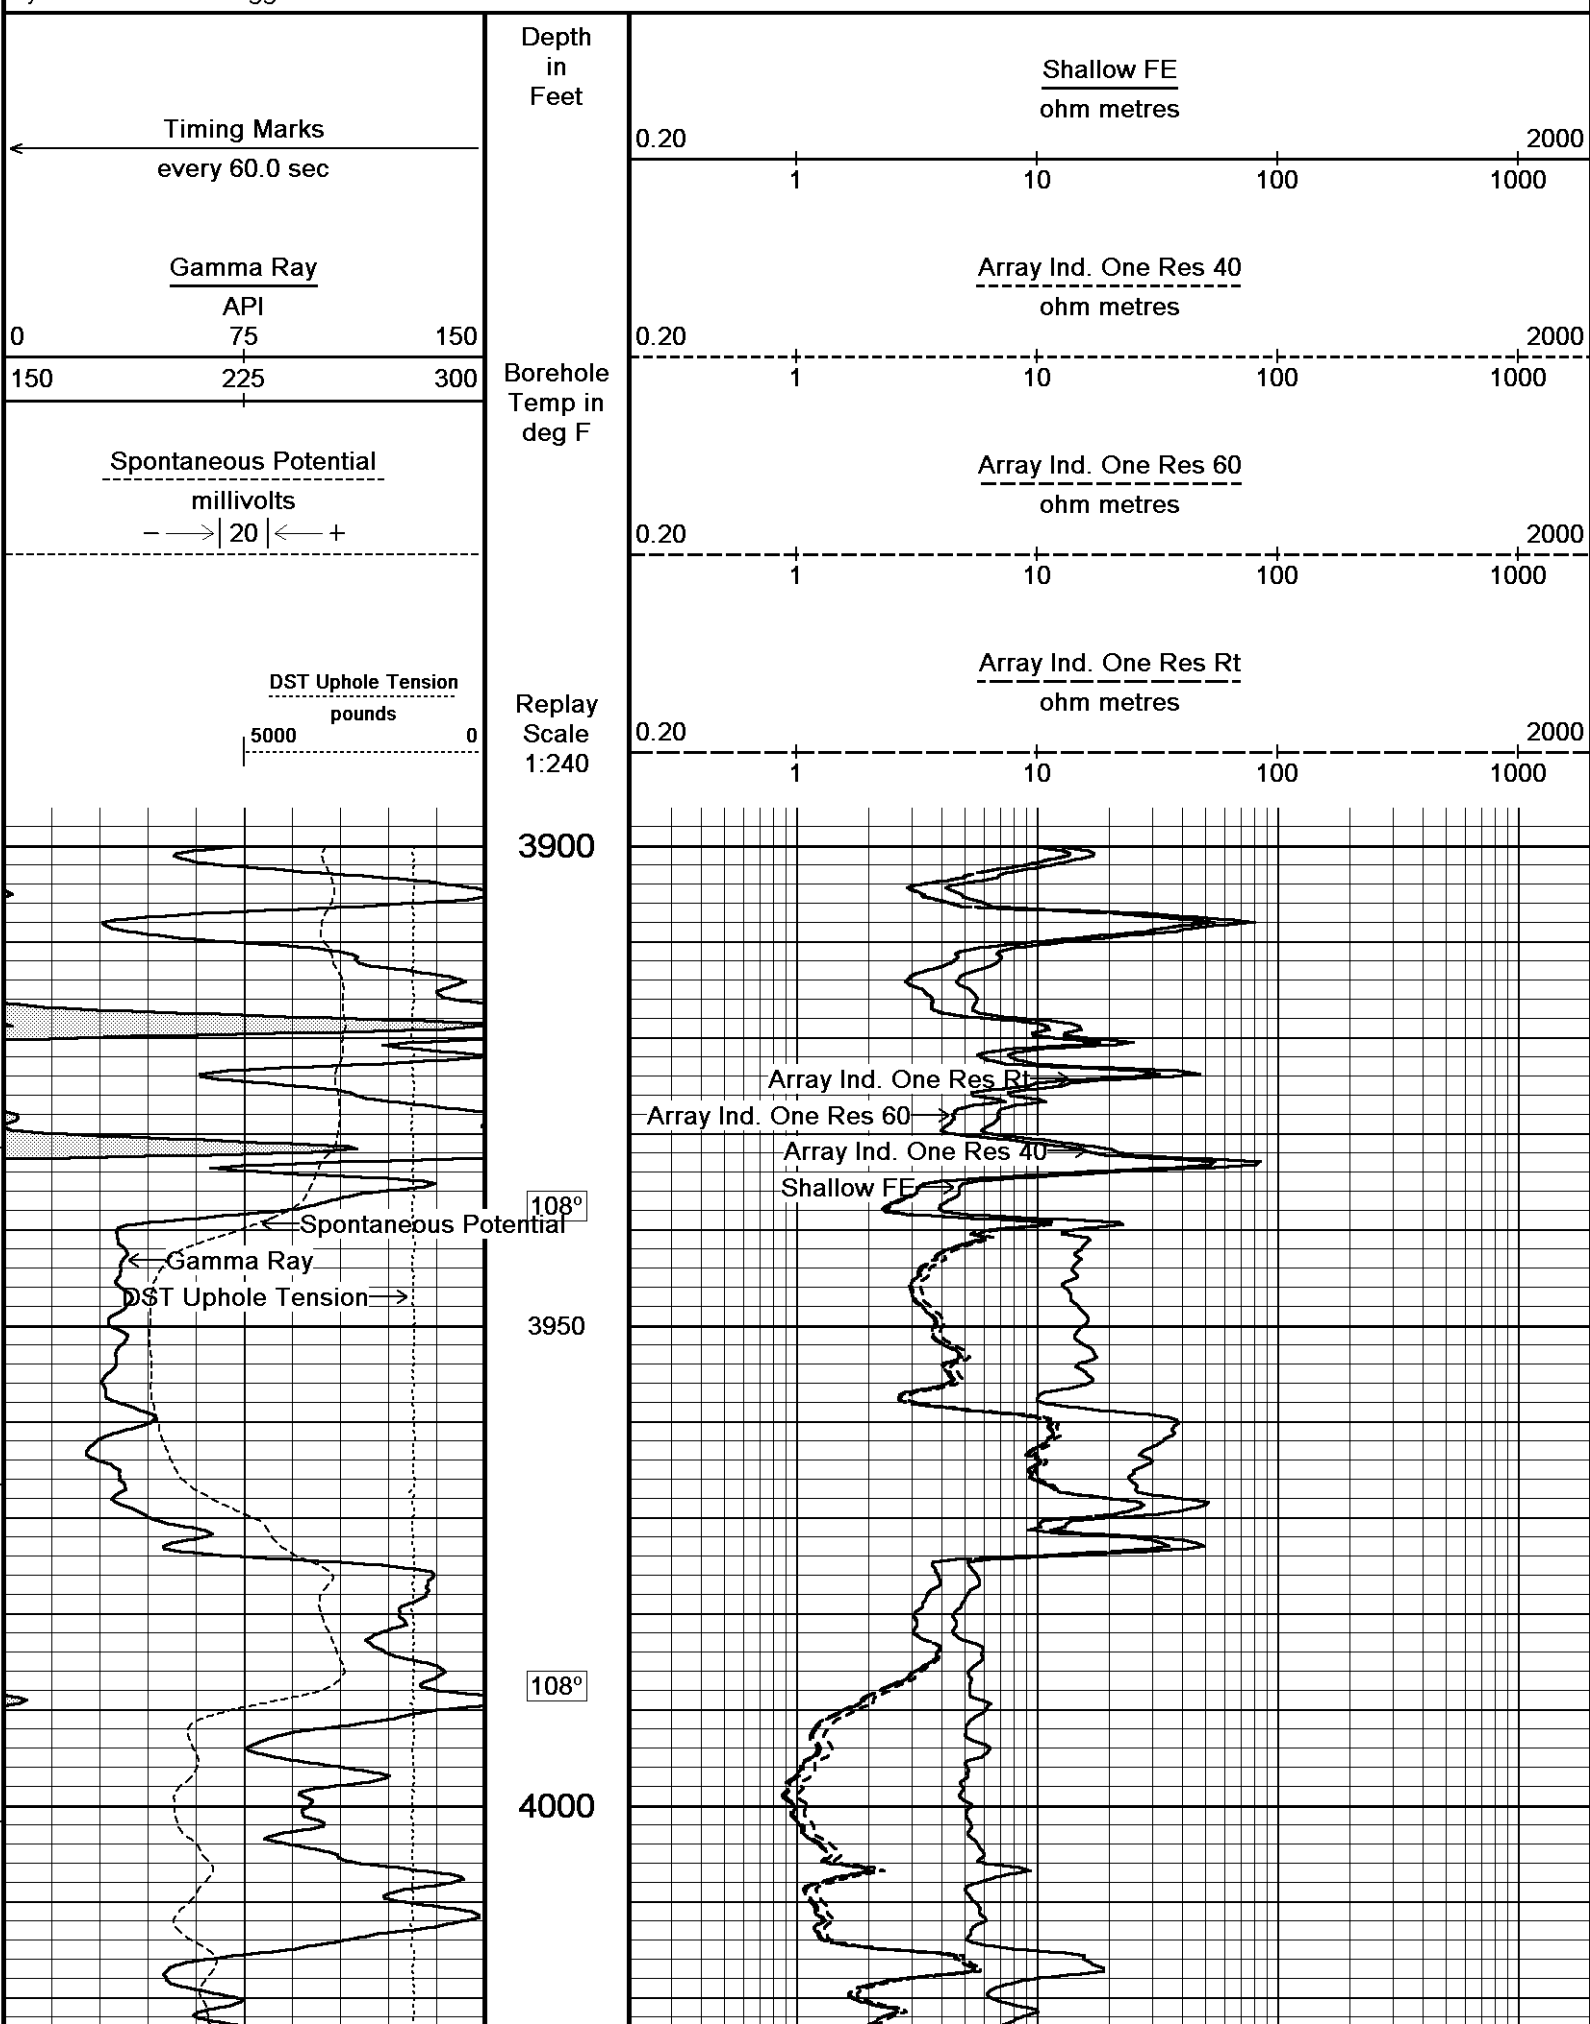 Depth
in
Feet
Timing Marks
every 60.0 sec
Gamma Ray
API
0 75 150
150 225 300
Borehole
Temp in
deg F
Spontaneous Potential
millivolts
− 20 +
DST Uphole Tension
pounds
5000 0
Replay
Scale
1:240
Shallow FE
ohm metres
0.20 2000
1 10 100 1000
Array Ind. One Res 40
ohm metres
0.20 2000
1 10 100 1000
Array Ind. One Res 60
ohm metres
0.20 2000
1 10 100 1000
Array Ind. One Res Rt
ohm metres
0.20 2000
1 10 100 1000
3900
Array Ind. One Res Rt
Array Ind. One Res 60
Array Ind. One Res 40
Shallow FE
108°
Spontaneous Potential
Gamma Ray
DST Uphole Tension
3950
108°
4000